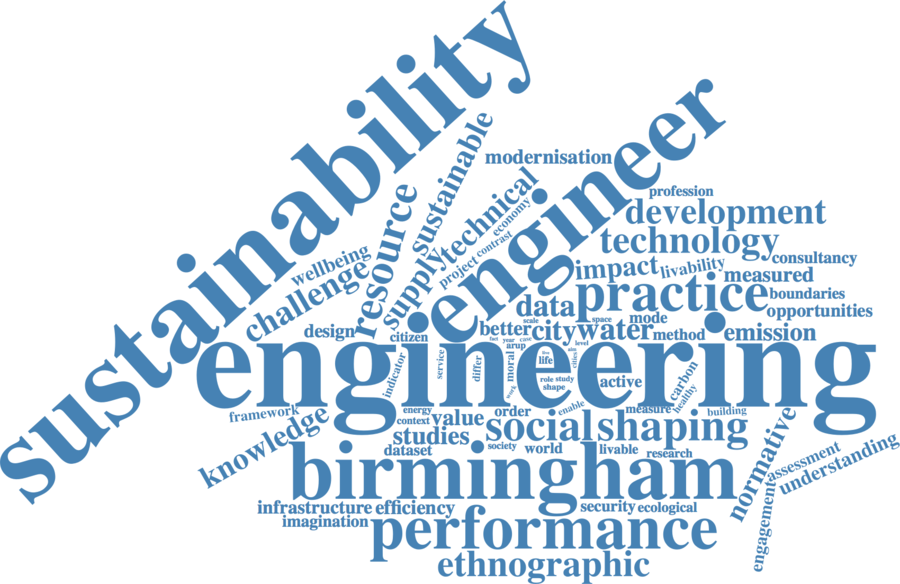 sustainability
engineer
sustainable
modernisation
technical
profession
resource
economy
development
contrast
technology
wellbeing
supply
project
consultancy
challenge
impact
livability
measured
practice
boundaries
data
opportunities
scale
space
mode
design
citizen
better
city
water
method
emission
fact
year
case
level
engineering
arup
indicator
service
differ
moral
live
life
cities
role
study
shape
work
active
carbon
healthy
framework
energy
order
enable
measure
building
knowledge
context
value
social
shaping
normative
studies
dataset
society
world
livable
research
birmingham
assessment
understanding
engagement
infrastructure
efficiency
security
ecological
imagination
performance
ethnographic